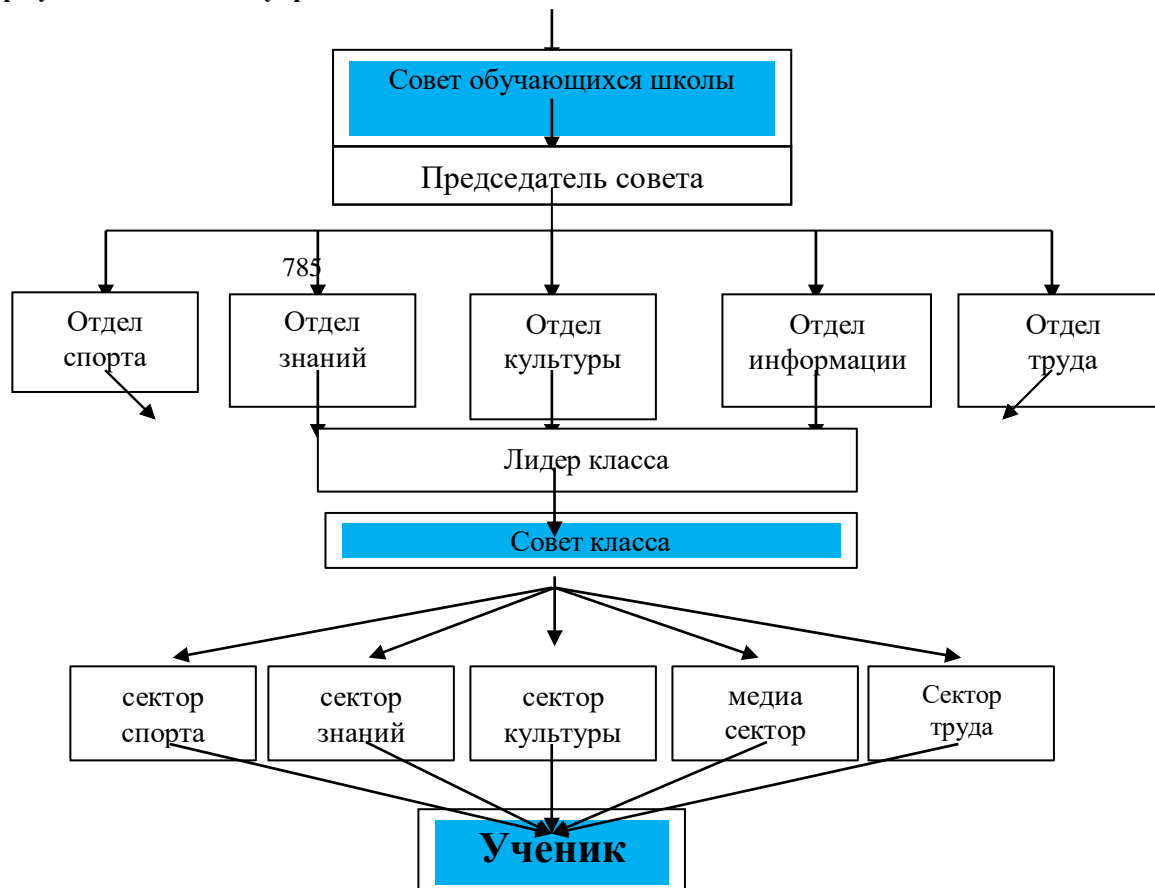 Совет обучающихся школы
Председатель совета
785
Отдел
спорта
Отдел
знаний
Отдел
культуры
Отдел
информации
Отдел
труда
Лидер класса
Совет класса
сектор
спорта
сектор
знаний
сектор
культуры
медиа
сектор
Сектор
труда
Ученик